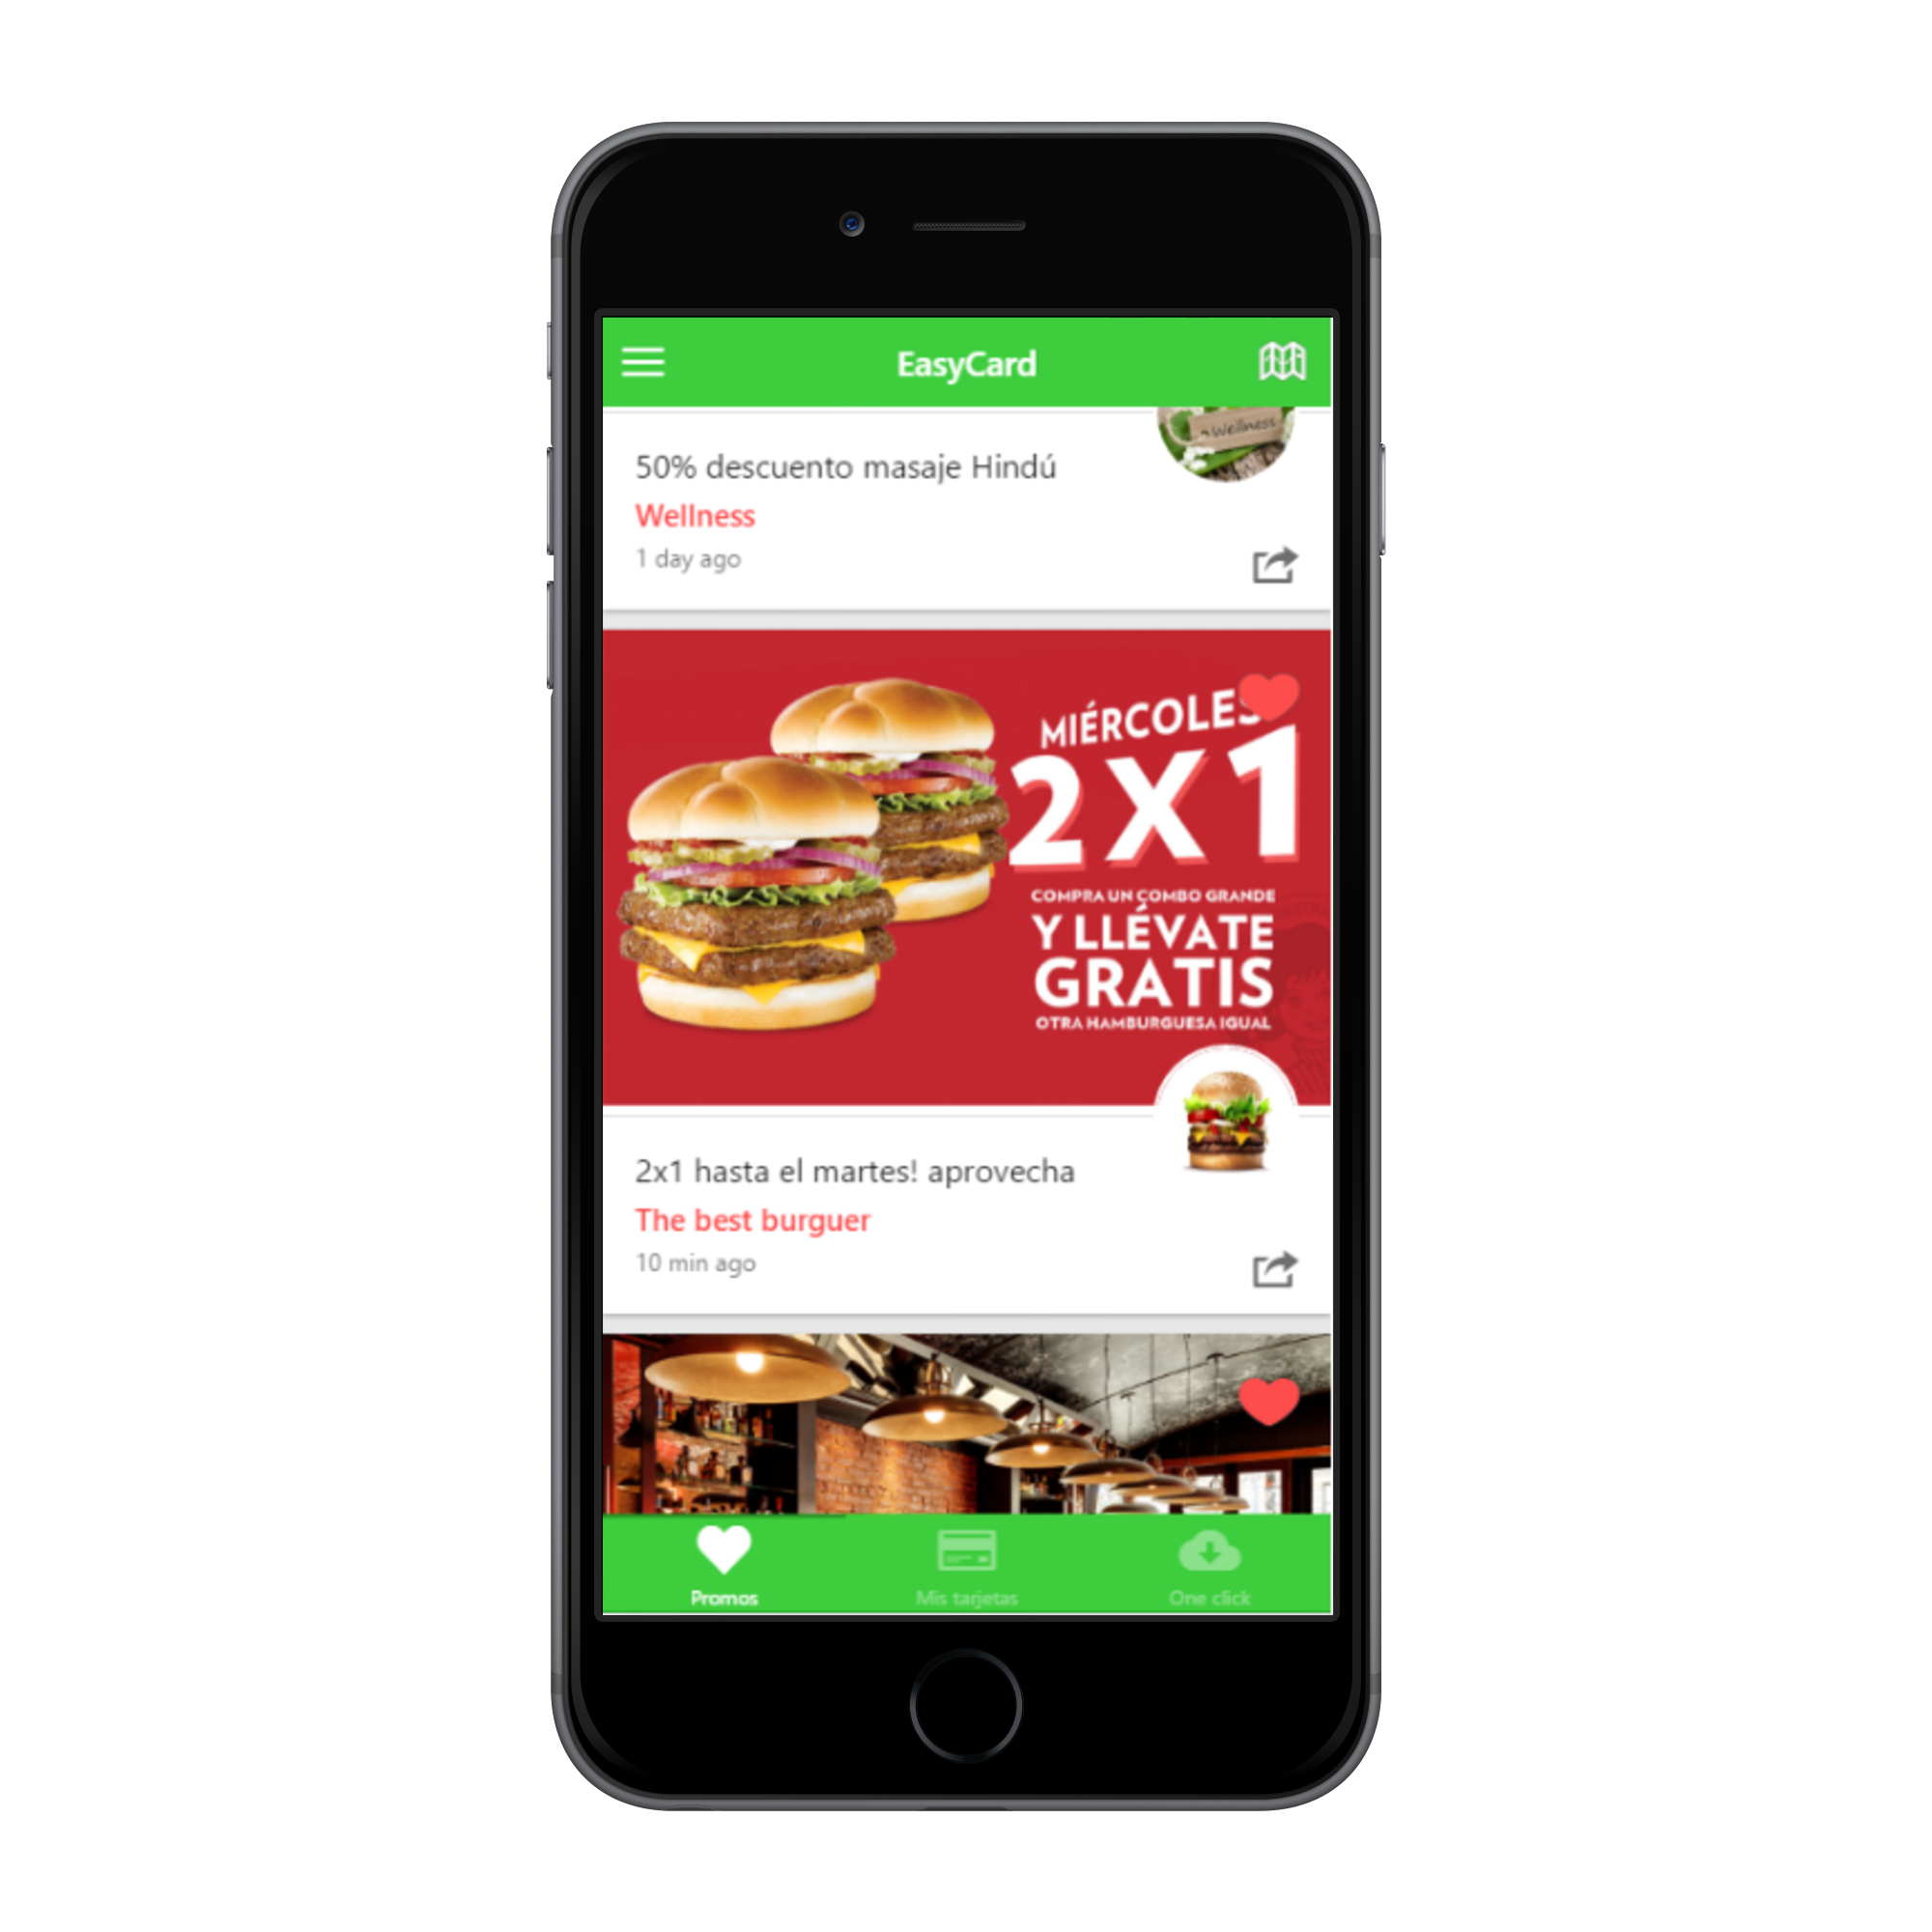 EasyCard
Wellness
50% descuento masaje Hindú
Wellness
1 day ago
MIÉRCOLES
2X1
COMPRA UN COMBO GRANDE
Y LLÉVATE
GRATIS
OTRA HAMBURGUESA IGUAL
2x1 hasta el martes! aprovecha
The best burguer
10 min ago
Promos
Mis tarjetas
One click